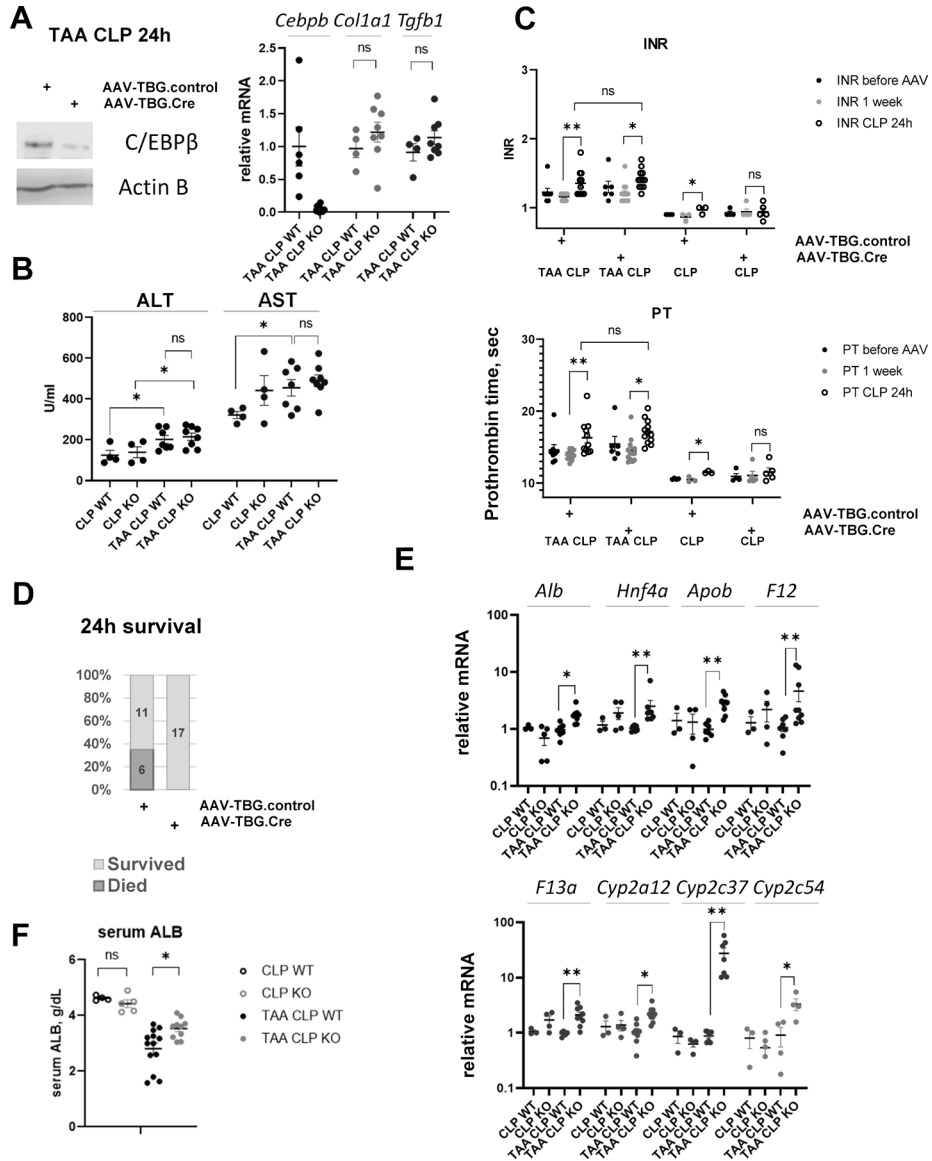 A
TAA CLP 24h
+
+
AAV-TBG.control
AAV-TBG.Cre
C/EBPβ
Actin B
Cebpb Col1a1 Tgfb1
ns
ns
relative mRNA
2.5
2.0
1.5
1.0
0.5
0.0
TAA CLP WT
TAA CLP KO
TAA CLP WT
TAA CLP KO
TAA CLP WT
TAA CLP KO
B
ALT
AST
U/ml
800
600
400
200
0
*
*
ns
*
ns
CLP WT
CLP KO
TAA CLP WT
TAA CLP KO
CLP WT
CLP KO
TAA CLP WT
TAA CLP KO
C
INR
INR
3
2
1
ns
**
*
*
ns
INR before AAV
INR 1 week
INR CLP 24h
+
+
+
+
AAV-TBG.control
AAV-TBG.Cre
TAA CLP
TAA CLP
CLP
CLP
PT
Prothrombin time, sec
30
20
10
ns
**
*
*
ns
PT before AAV
PT 1 week
PT CLP 24h
+
+
+
+
AAV-TBG.control
AAV-TBG.Cre
TAA CLP
TAA CLP
CLP
CLP
D
24h survival
100%
80%
60%
40%
20%
0%
11
17
6
+
+
AAV-TBG.control
AAV-TBG.Cre
Survived
Died
E
Alb
Hnf4a
Apob
F12
relative mRNA
100
10
1
0.1
*
**
**
**
CLP WT
CLP KO
TAA CLP WT
TAA CLP KO
CLP WT
CLP KO
TAA CLP WT
TAA CLP KO
CLP WT
CLP KO
TAA CLP WT
TAA CLP KO
CLP WT
CLP KO
TAA CLP WT
TAA CLP KO
F13a
Cyp2a12
Cyp2c37
Cyp2c54
relative mRNA
100
10
1
0.1
**
*
**
*
CLP WT
CLP KO
TAA CLP WT
TAA CLP KO
CLP WT
CLP KO
TAA CLP WT
TAA CLP KO
CLP WT
CLP KO
TAA CLP WT
TAA CLP KO
CLP WT
CLP KO
TAA CLP WT
TAA CLP KO
F
serum ALB
serum ALB, g/dL
6
4
2
0
ns
*
CLP WT
CLP KO
TAA CLP WT
TAA CLP KO